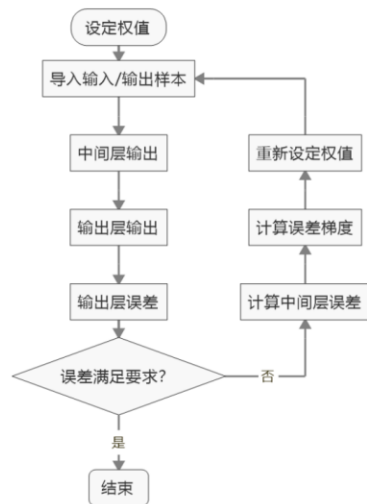 设定权值
导入输入/输出样本
中间层输出
重新设定权值
输出层输出
计算误差梯度
输出层误差
计算中间层误差
误差满足要求?
否
是
结束